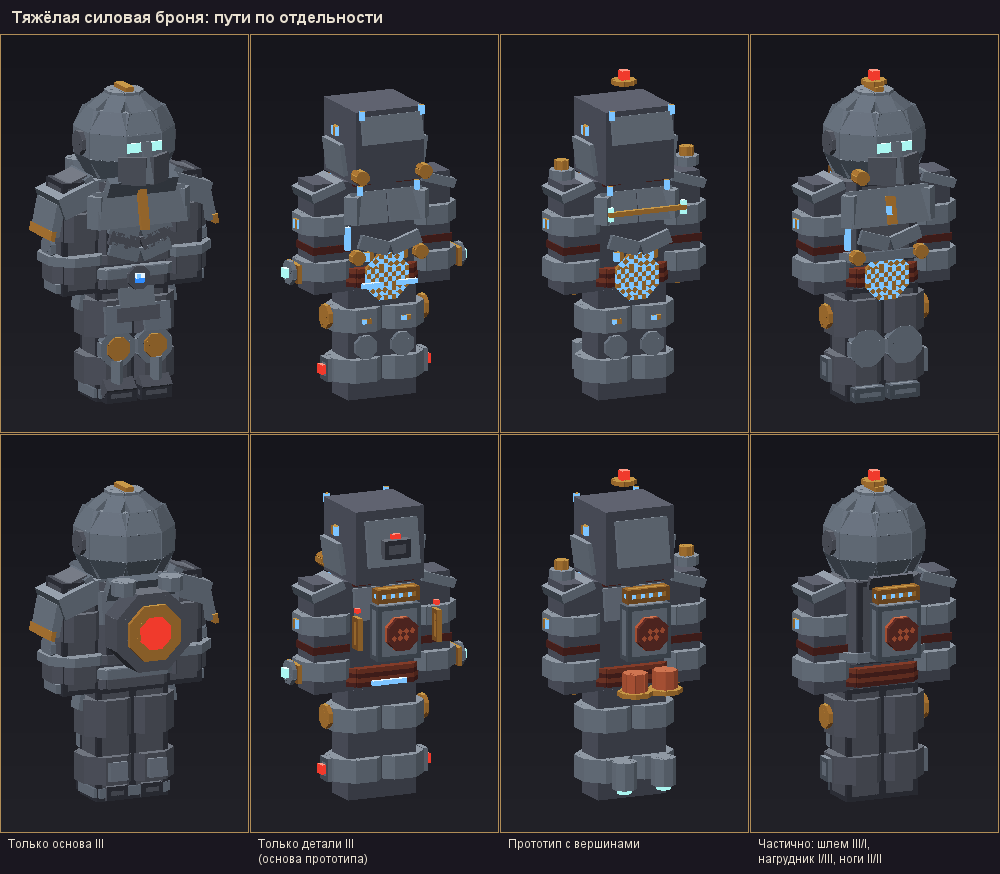 Тяжёлая силовая броня: пути по отдельности
Только основа III
Только детали III
(основа прототипа)
Прототип с вершинами
Частично: шлем III/I,
нагрудник I/III, ноги II/II